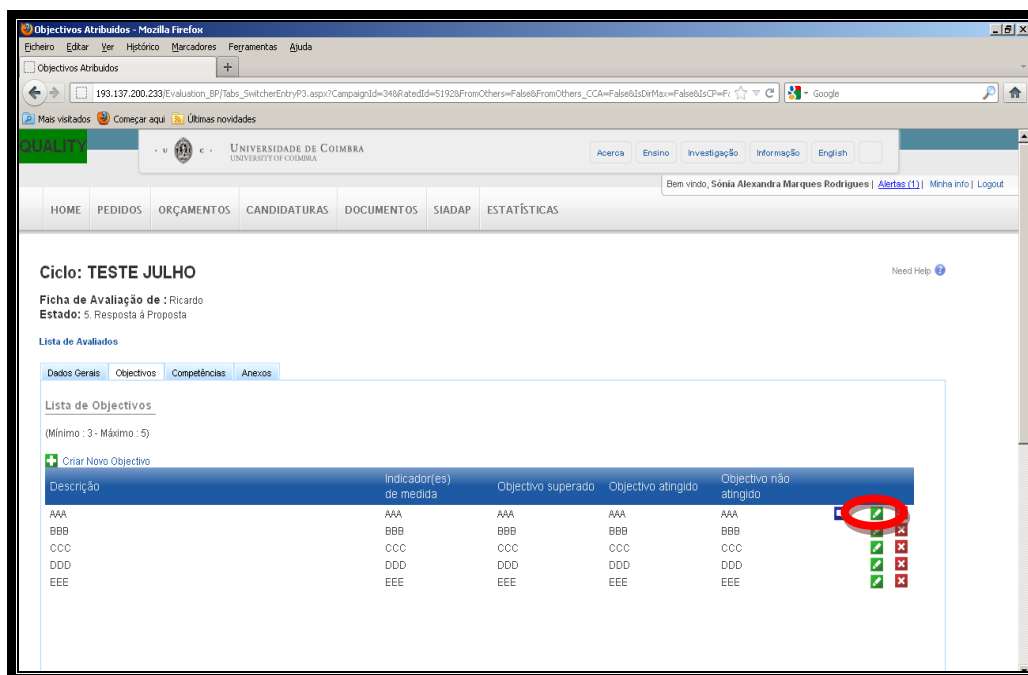 Objectivos Atribuidos - Mozilla Firefox
Ficheiro Editar Ver Histórico Marcadores Ferramentas Ajuda
Objectivos Atribuidos
193.137.200.233/Evaluation_BP/Tabs_SwitcherEntryP3.aspx?CampaignId=34&RatedId=5192&FromOthers=False&FromOthers_CCA=False&IsDirMax=False&IsCP=F Google
Mais visitados Começar aqui Últimas novidades
QUALITY · U C · UNIVERSIDADE DE COIMBRA
UNIVERSITY OF COIMBRA
Acerca Ensino Investigação Informação English
Bem vindo, Sónia Alexandra Marques Rodrigues | Alertas (1) | Minha info | Logout
HOME PEDIDOS ORÇAMENTOS CANDIDATURAS DOCUMENTOS SIADAP ESTATÍSTICAS
Ciclo: TESTE JULHO
Need Help
Ficha de Avaliação de : Ricardo
Estado: 5. Resposta á Proposta
Lista de Avaliados
Dados Gerais Objectivos Competências Anexos
Lista de Objectivos
(Mínimo : 3 - Máximo : 5)
Criar Novo Objectivo
Descrição Indicador(es) de medida Objectivo superado Objectivo atingido Objectivo não atingido
AAA AAA AAA AAA AAA
BBB BBB BBB BBB BBB
CCC CCC CCC CCC CCC
DDD DDD DDD DDD DDD
EEE EEE EEE EEE EEE